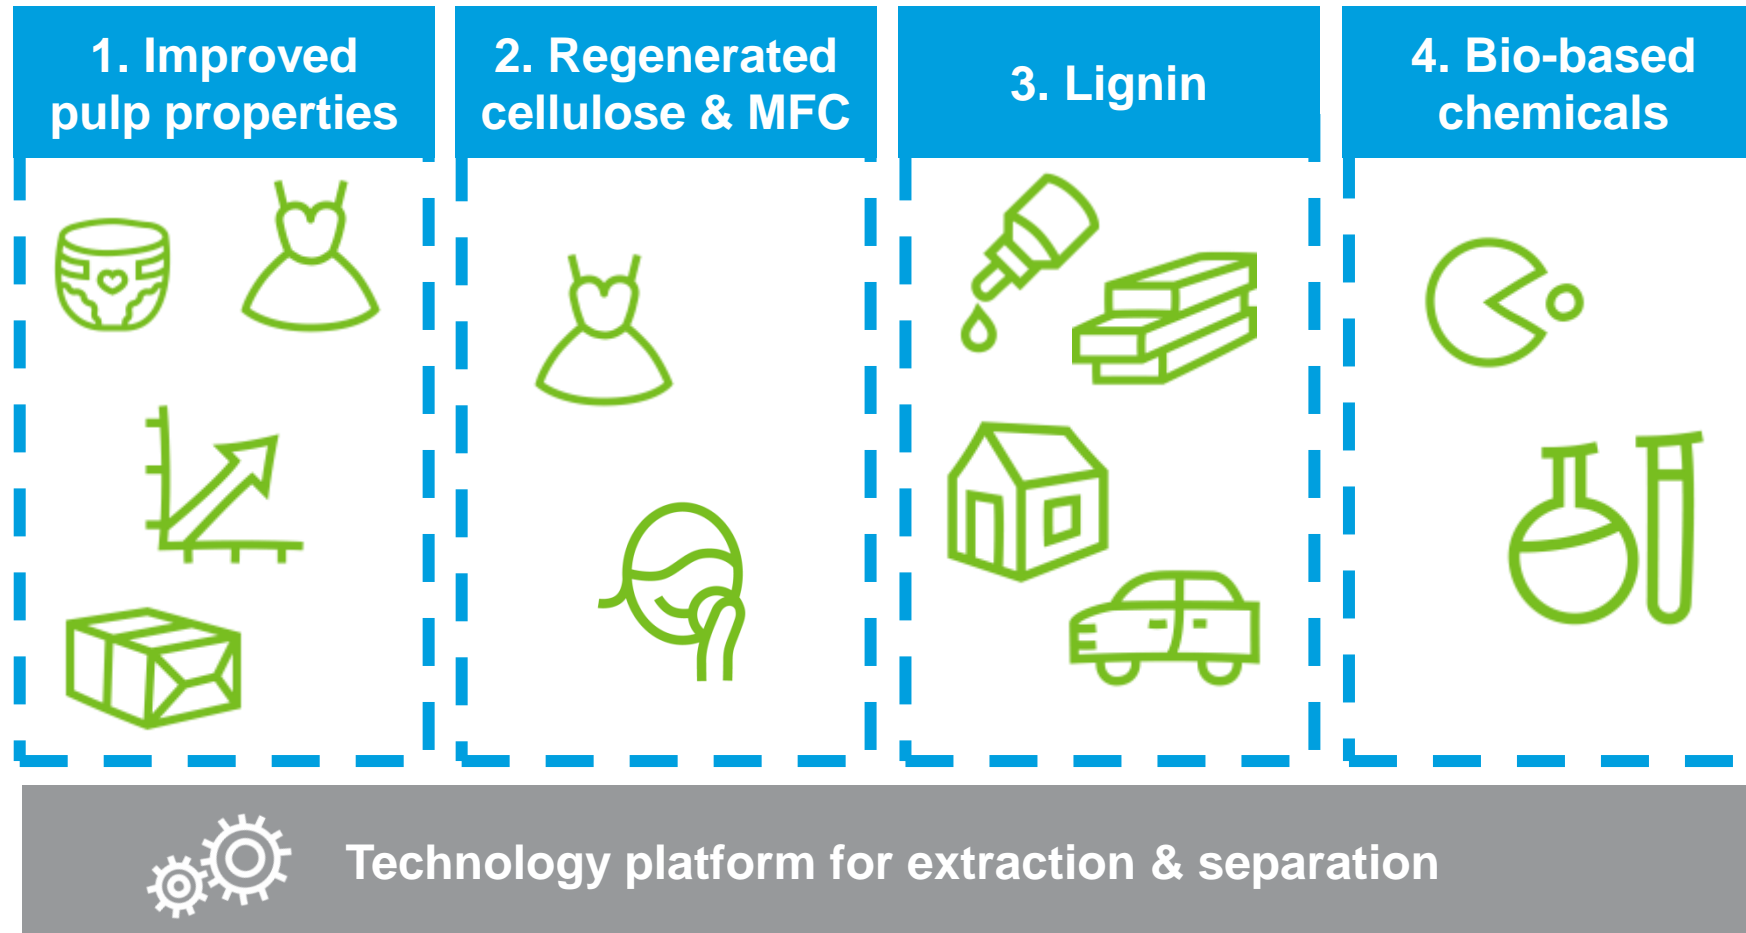 1. Improved
pulp properties
2. Regenerated
cellulose & MFC
3. Lignin
4. Bio-based
chemicals
Technology platform for extraction & separation